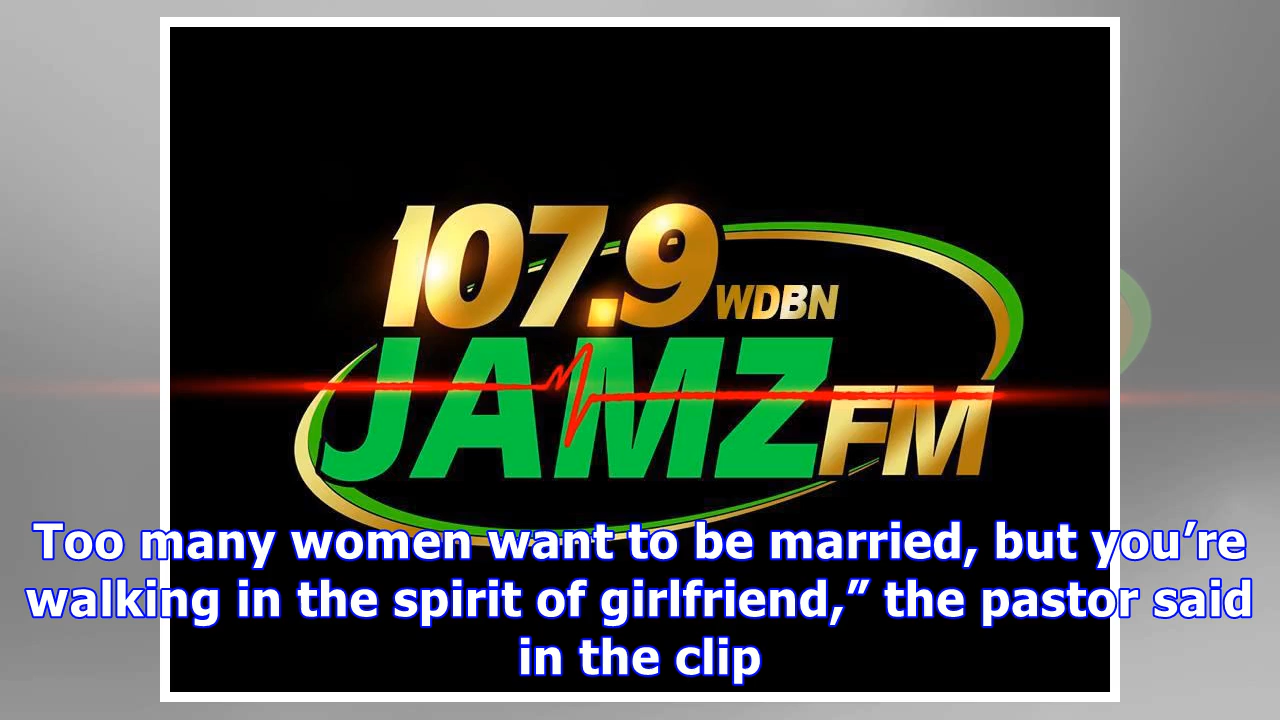 107.9 WDBN
JAMZ FM
Too many women want to be married, but you’re
walking in the spirit of girlfriend,” the pastor said
in the clip